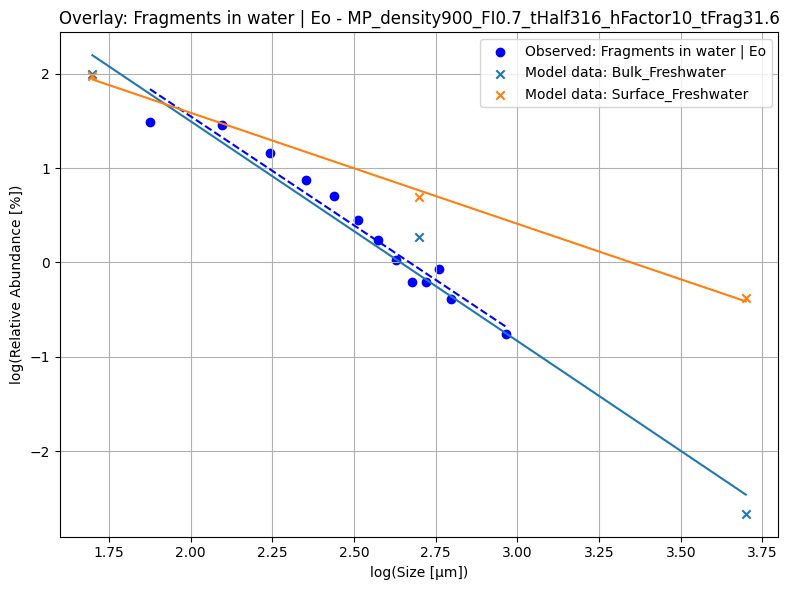 Overlay: Fragments in water | Eo - MP_density900_FI0.7_tHalf316_hFactor10_tFrag31.6
Observed: Fragments in water | Eo
Model data: Bulk_Freshwater
Model data: Surface_Freshwater
log(Relative Abundance [%])
2
1
0
−1
−2
1.75
2.00
2.25
2.50
2.75
3.00
3.25
3.50
3.75
log(Size [μm])